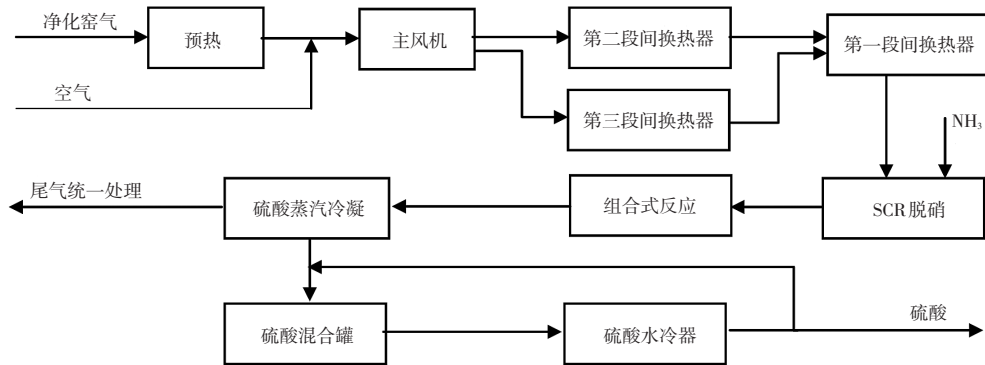 净化窑气
预热
空气
主风机
第二段间换热器
第三段间换热器
第一段间换热器
NH₃
SCR 脱硝
组合式反应
硫酸蒸汽冷凝
尾气统一处理
硫酸混合罐
硫酸水冷器
硫酸